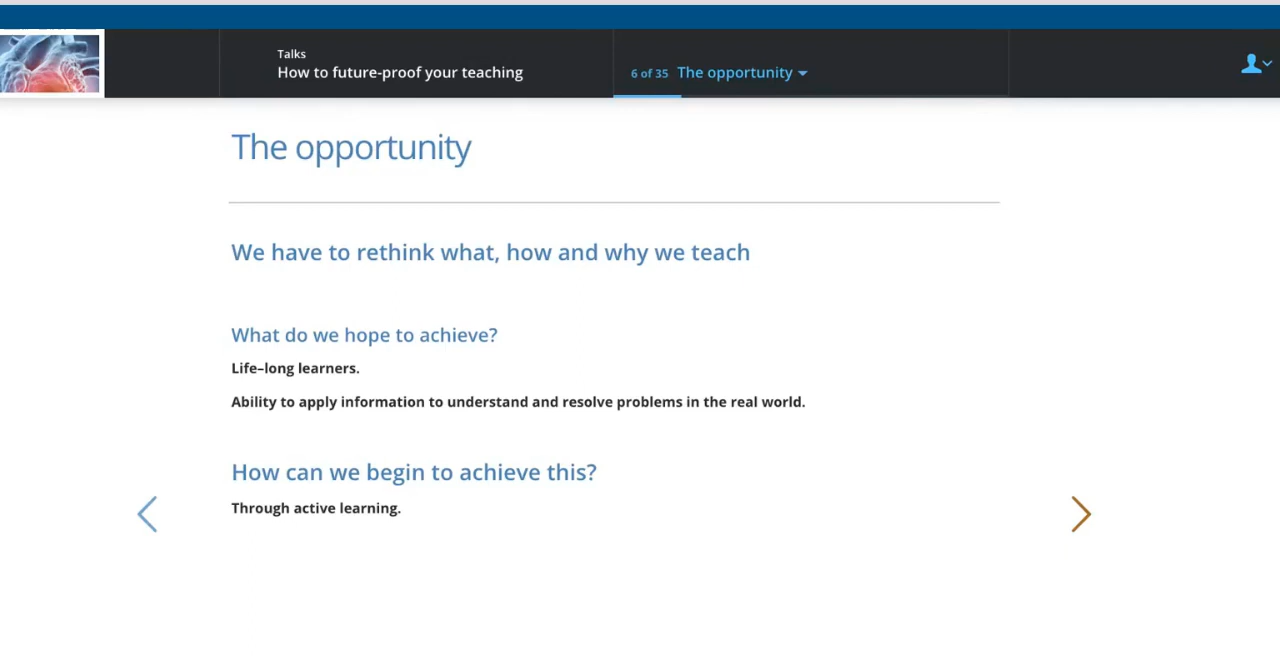 Talks
How to future-proof your teaching
6 of 35 The opportunity
The opportunity
We have to rethink what, how and why we teach
What do we hope to achieve?
Life–long learners.
Ability to apply information to understand and resolve problems in the real world.
How can we begin to achieve this?
Through active learning.